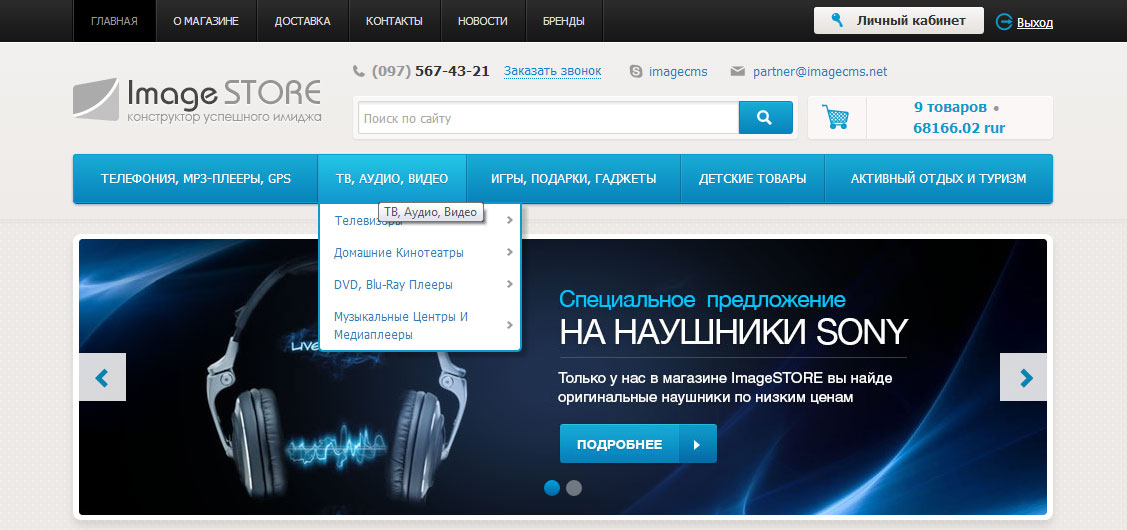 ГЛАВНАЯ О МАГАЗИНЕ ДОСТАВКА КОНТАКТЫ НОВОСТИ БРЕНДЫ Личный кабинет Выход
(097) 567-43-21 Заказать звонок imagecms partner@imagecms.net
Image STORE
конструктор успешного имиджа
Поиск по сайту
9 товаров •
68166.02 rur
ТЕЛЕФОНИЯ, MP3-ПЛЕЕРЫ, GPS ТВ, АУДИО, ВИДЕО ИГРЫ, ПОДАРКИ, ГАДЖЕТЫ ДЕТСКИЕ ТОВАРЫ АКТИВНЫЙ ОТДЫХ И ТУРИЗМ
ТВ, Аудио, Видео
Телевизоры
Домашние Кинотеатры
DVD, Blu-Ray Плееры
Музыкальные Центры И
Медиаплееры
LIVE
Специальное предложение
НА НАУШНИКИ SONY
Только у нас в магазине ImageSTORE вы найде
оригинальные наушники по низким ценам
ПОДРОБНЕЕ